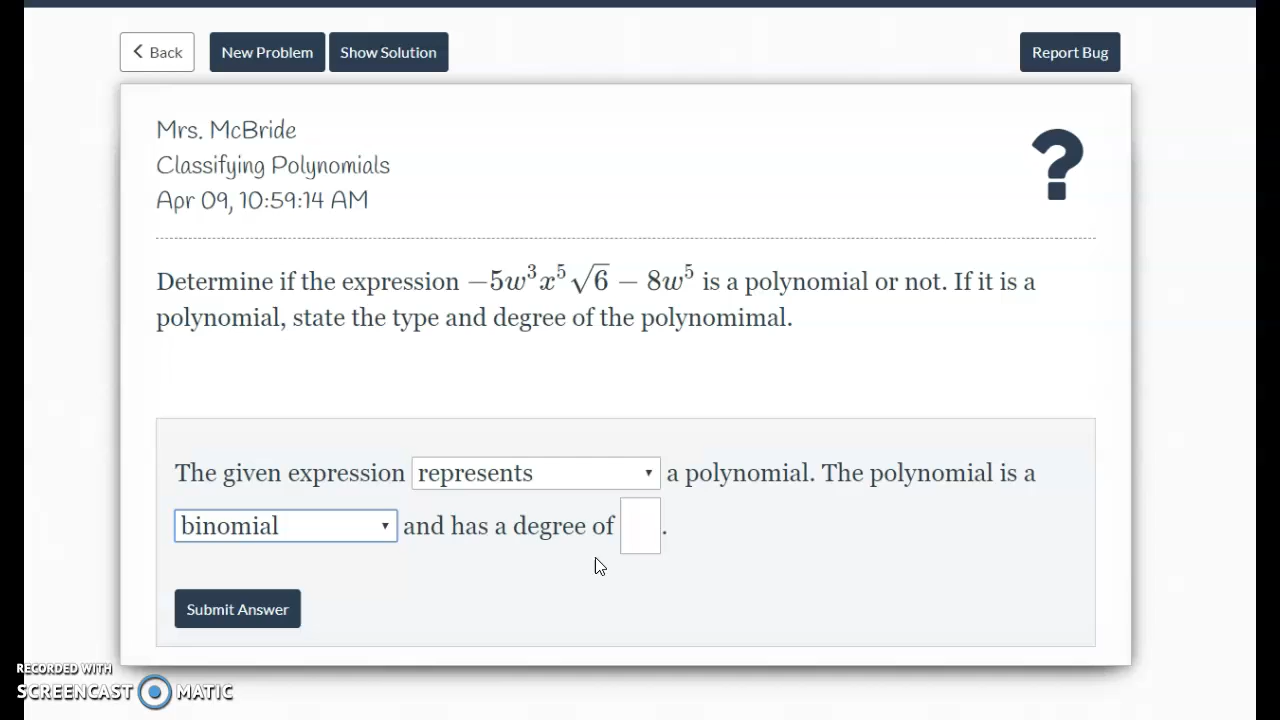 Back
New Problem
Show Solution
Report Bug
Mrs. McBride
Classifying Polynomials
Apr 09, 10:59:14 AM
?
Determine if the expression −5w³x⁵√6 − 8w⁵ is a polynomial or not. If it is a
polynomial, state the type and degree of the polynomimal.
The given expression represents a polynomial. The polynomial is a
binomial and has a degree of .
Submit Answer
RECORDED WITH
SCREENCAST MATIC